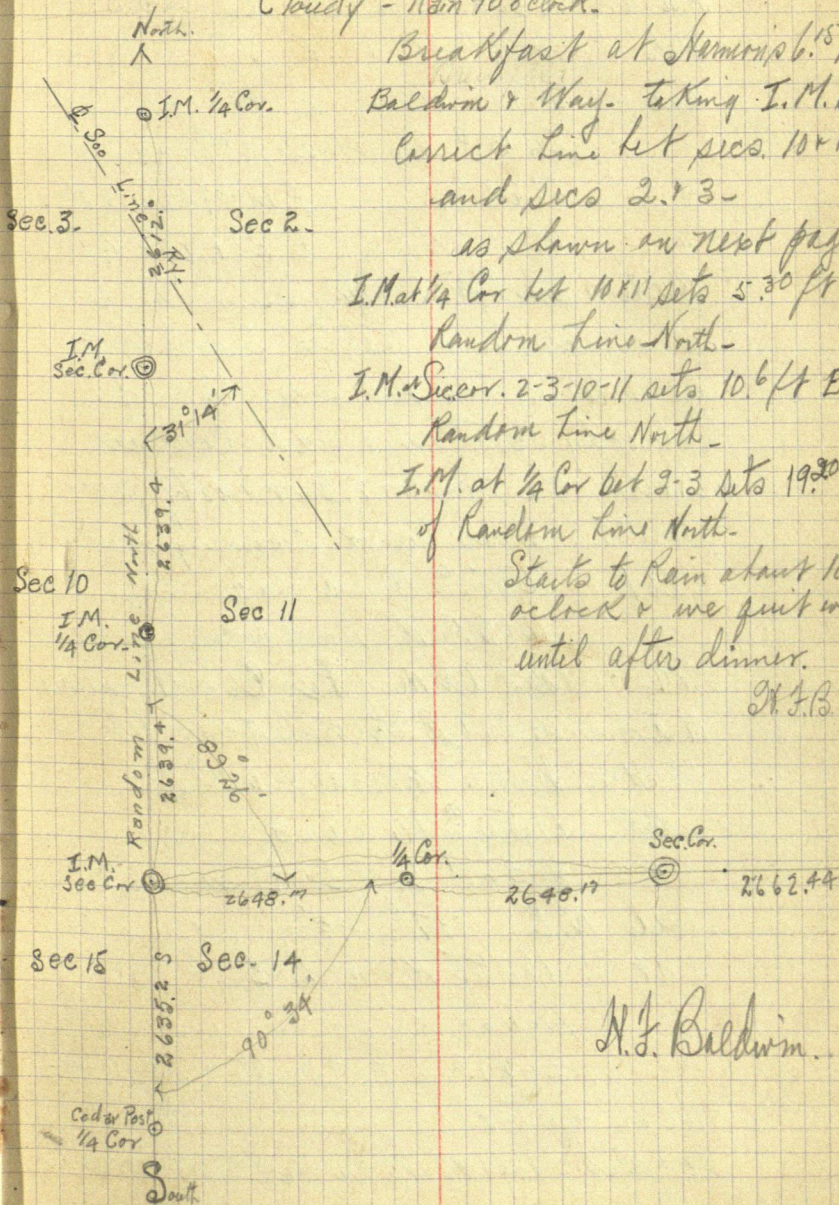 Cloudy - Rain 10 oclock.
North.
Breakfast at 6.15
I.M. 1/4 Cor.
Baldwin & Way - taking I.M.
Correct Line bet secs. 10 &
and secs 2. & 3 -
as shown on next pag
₵ Soo Line Ry.
2612.0
Sec. 3.
Sec 2.
I.M. at 1/4 Cor bet 10 & 11 sets 5.30 ft
Random Line North -
I.M.
Sec. Cor.
I.M. at Sec cor. 2-3-10-11 sets 10.6 ft E
Random Line North -
31° 14'
I.M. at 1/4 Cor bet 2-3 sets 19.20
of Random Line North -
2639.4
Random Line North
Starts to Rain about 10
oclock & we quit w
until after dinner.
H.F.B
Sec 10
Sec 11
I.M.
1/4 Cor.
2639.4
89° 26'
I.M.
Sec Cor
1/4 Cor.
Sec. Cor.
2648.17
2648.17
2662.44
Sec 15
Sec. 14
2635.2 S
90° 34'
H.F. Baldwin.
Cedar Post
1/4 Cor
South